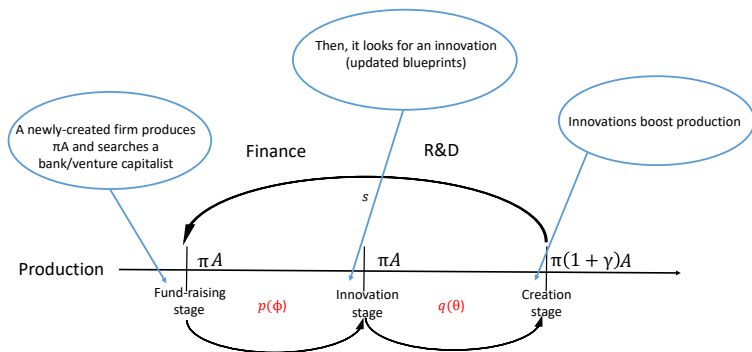 Then, it looks for an innovation
(updated blueprints)
A newly-created firm produces
πA and searches a
bank/venture capitalist
Innovations boost production
Finance
R&D
s
πA
πA
π(1 + γ)A
Production
Fund-raising
stage
p(ϕ)
Innovation
stage
q(θ)
Creation
stage